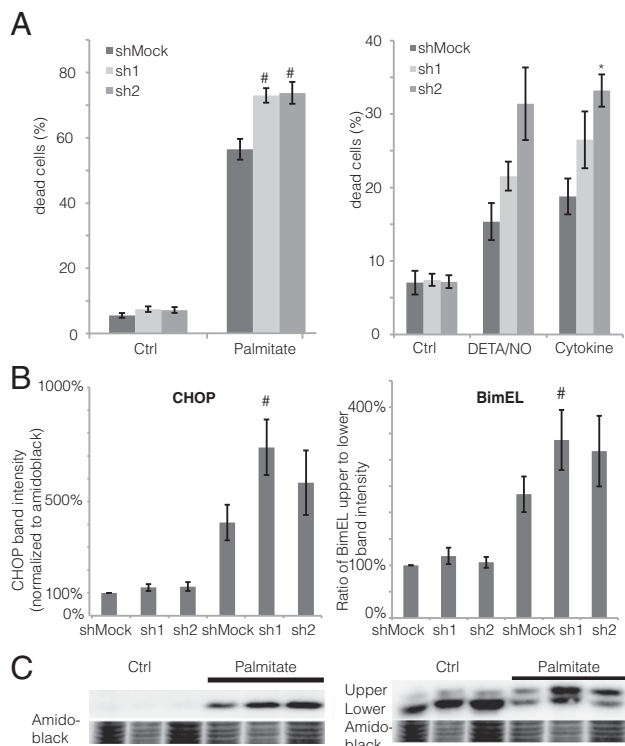 A
shMock
sh1
sh2
dead cells (%)
80
60
40
20
0
# #
Ctrl Palmitate
shMock
sh1
sh2
dead cells (%)
40
30
20
10
0
*
Ctrl DETA/NO Cytokine
B
CHOP
CHOP band intensity
(normalized to amidoblack)
1000%
500%
100%
0%
#
shMock sh1 sh2 shMock sh1 sh2
BimEL
Ratio of BimEL upper to lower
band intensity
400%
100%
0%
#
shMock sh1 sh2 shMock sh1 sh2
C
Ctrl Palmitate
Amido-
black
Ctrl Palmitate
Upper
Lower
Amido-
black